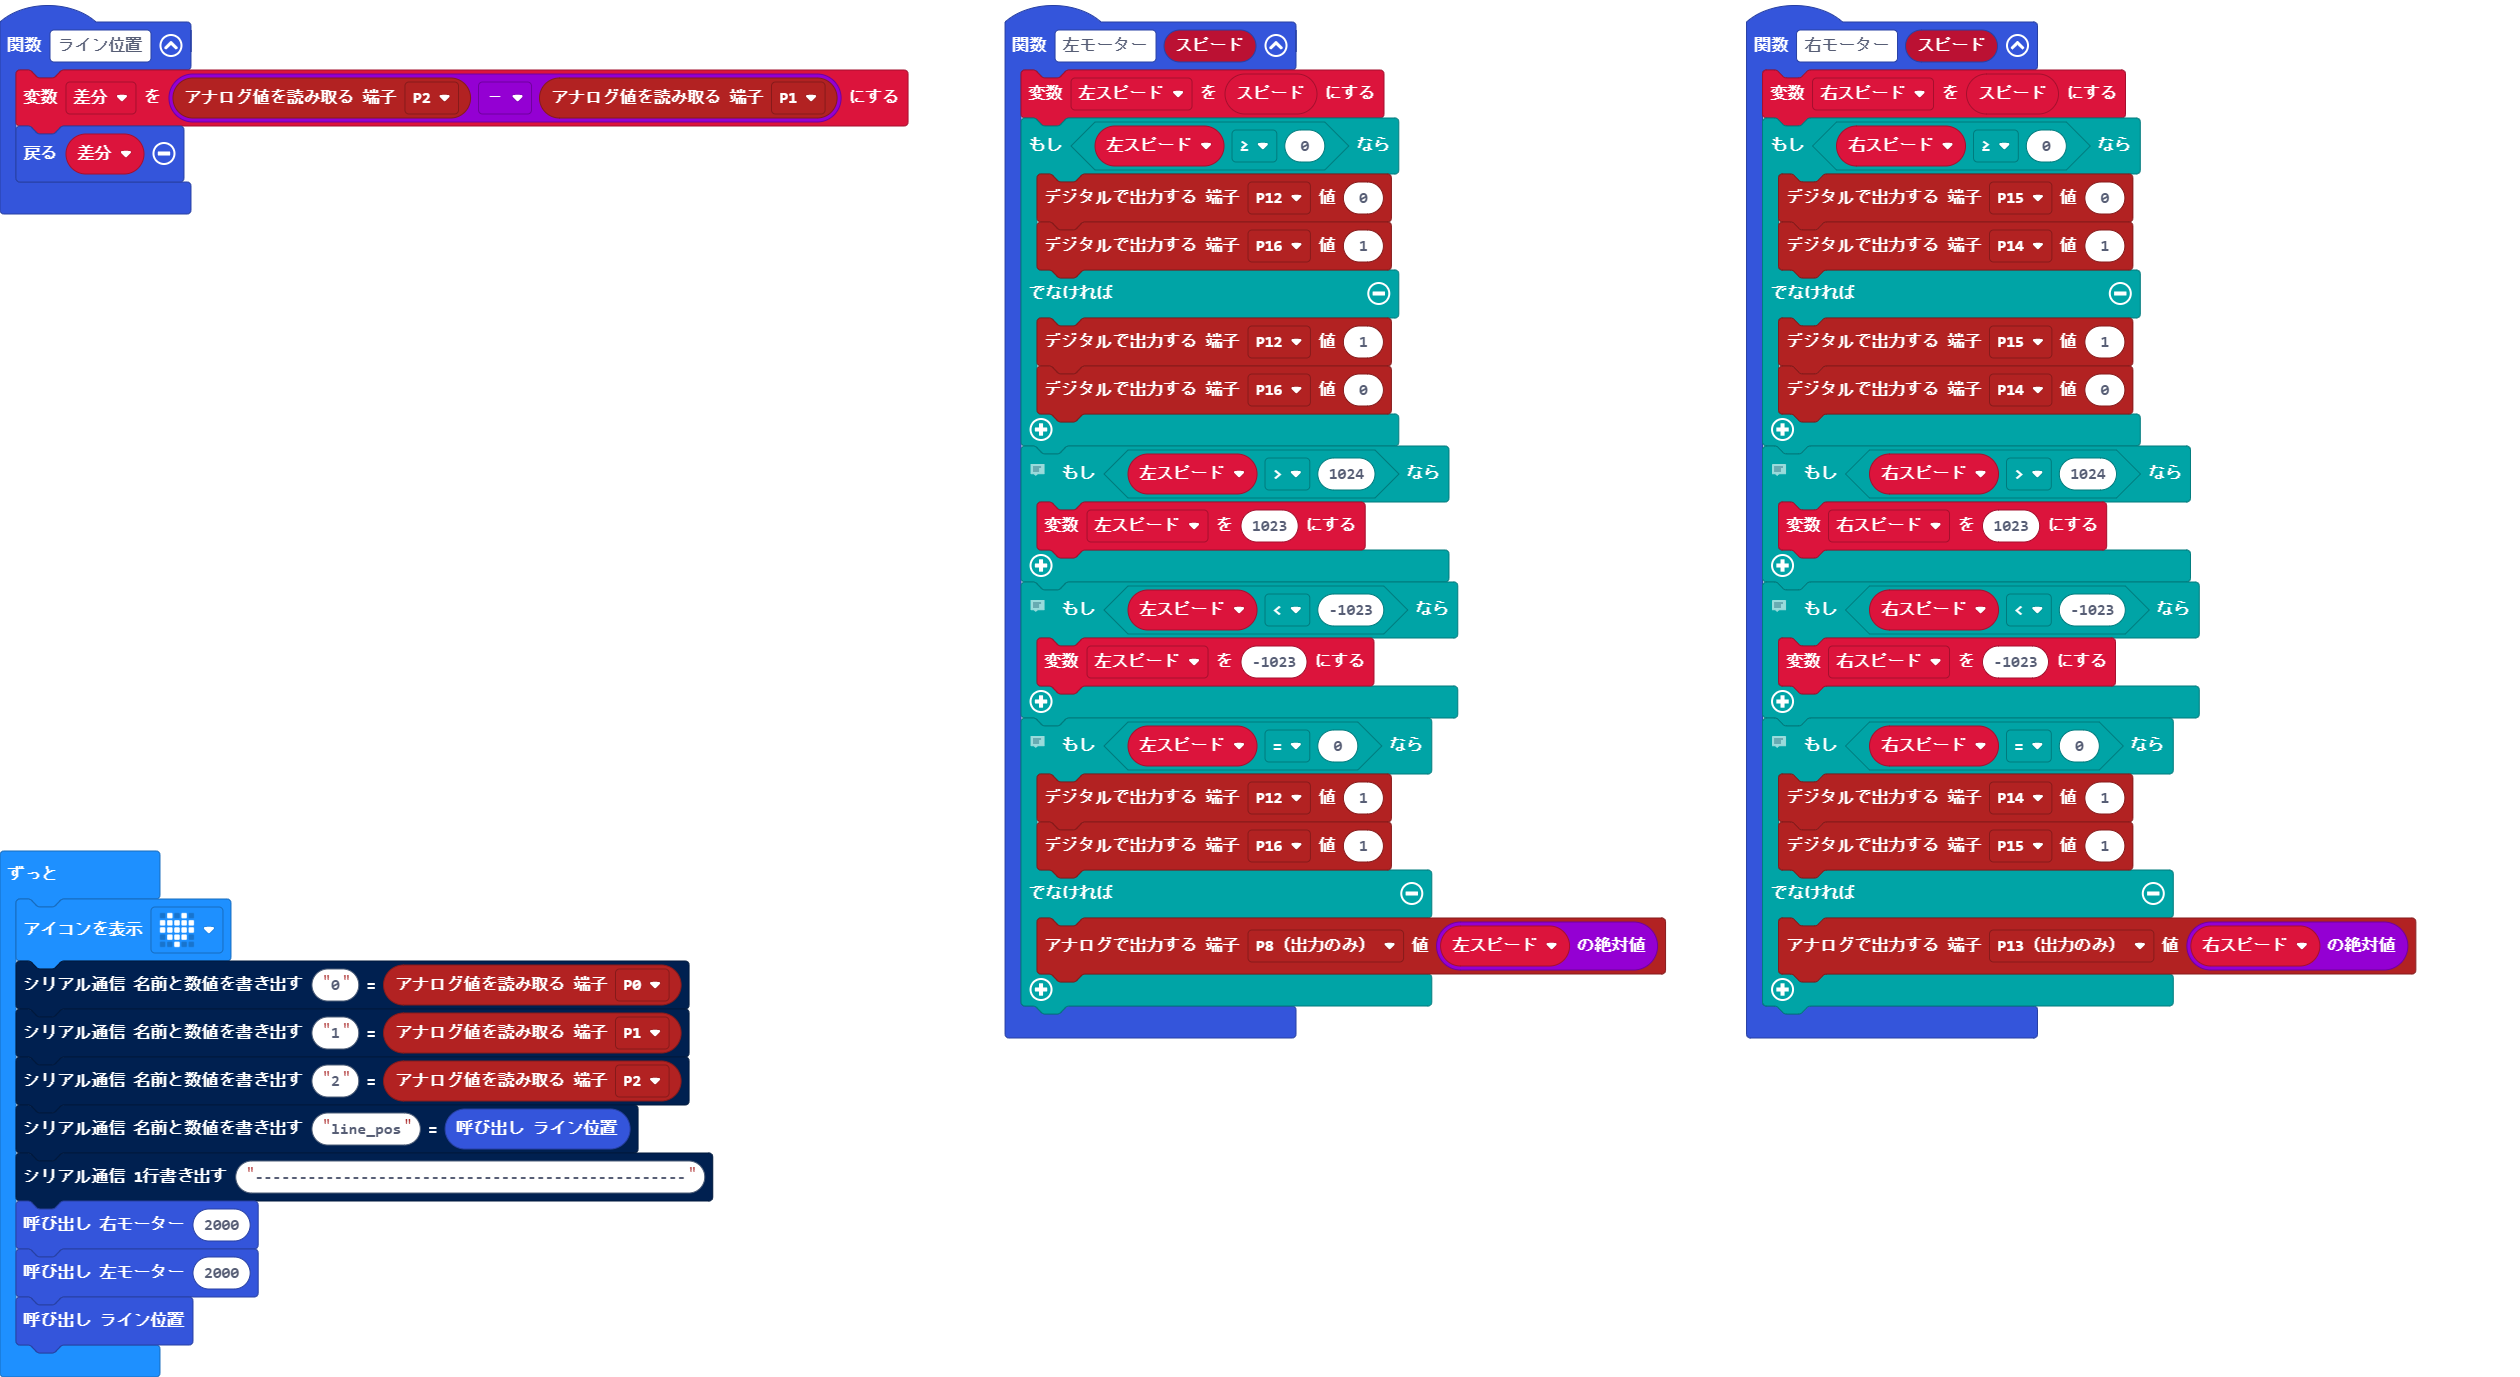 関数 ライン位置
変数 差分 を アナログ値を読み取る 端子 P2 - アナログ値を読み取る 端子 P1 にする
戻る 差分
関数 左モーター スピード
変数 左スピード を スピード にする
もし 左スピード ≥ 0 なら
デジタルで出力する 端子 P12 値 0
デジタルで出力する 端子 P16 値 1
でなければ
デジタルで出力する 端子 P12 値 1
デジタルで出力する 端子 P16 値 0
もし 左スピード > 1024 なら
変数 左スピード を 1023 にする
もし 左スピード < -1023 なら
変数 左スピード を -1023 にする
もし 左スピード = 0 なら
デジタルで出力する 端子 P12 値 1
デジタルで出力する 端子 P16 値 1
でなければ
アナログで出力する 端子 P8（出力のみ） 値 左スピード の絶対値
関数 右モーター スピード
変数 右スピード を スピード にする
もし 右スピード ≥ 0 なら
デジタルで出力する 端子 P15 値 0
デジタルで出力する 端子 P14 値 1
でなければ
デジタルで出力する 端子 P15 値 1
デジタルで出力する 端子 P14 値 0
もし 右スピード > 1024 なら
変数 右スピード を 1023 にする
もし 右スピード < -1023 なら
変数 右スピード を -1023 にする
もし 右スピード = 0 なら
デジタルで出力する 端子 P14 値 1
デジタルで出力する 端子 P15 値 1
でなければ
アナログで出力する 端子 P13（出力のみ） 値 右スピード の絶対値
ずっと
アイコンを表示
シリアル通信 名前と数値を書き出す "0" = アナログ値を読み取る 端子 P0
シリアル通信 名前と数値を書き出す "1" = アナログ値を読み取る 端子 P1
シリアル通信 名前と数値を書き出す "2" = アナログ値を読み取る 端子 P2
シリアル通信 名前と数値を書き出す "line_pos" = 呼び出し ライン位置
シリアル通信 1行書き出す "------------------------------------------------"
呼び出し 右モーター 2000
呼び出し 左モーター 2000
呼び出し ライン位置